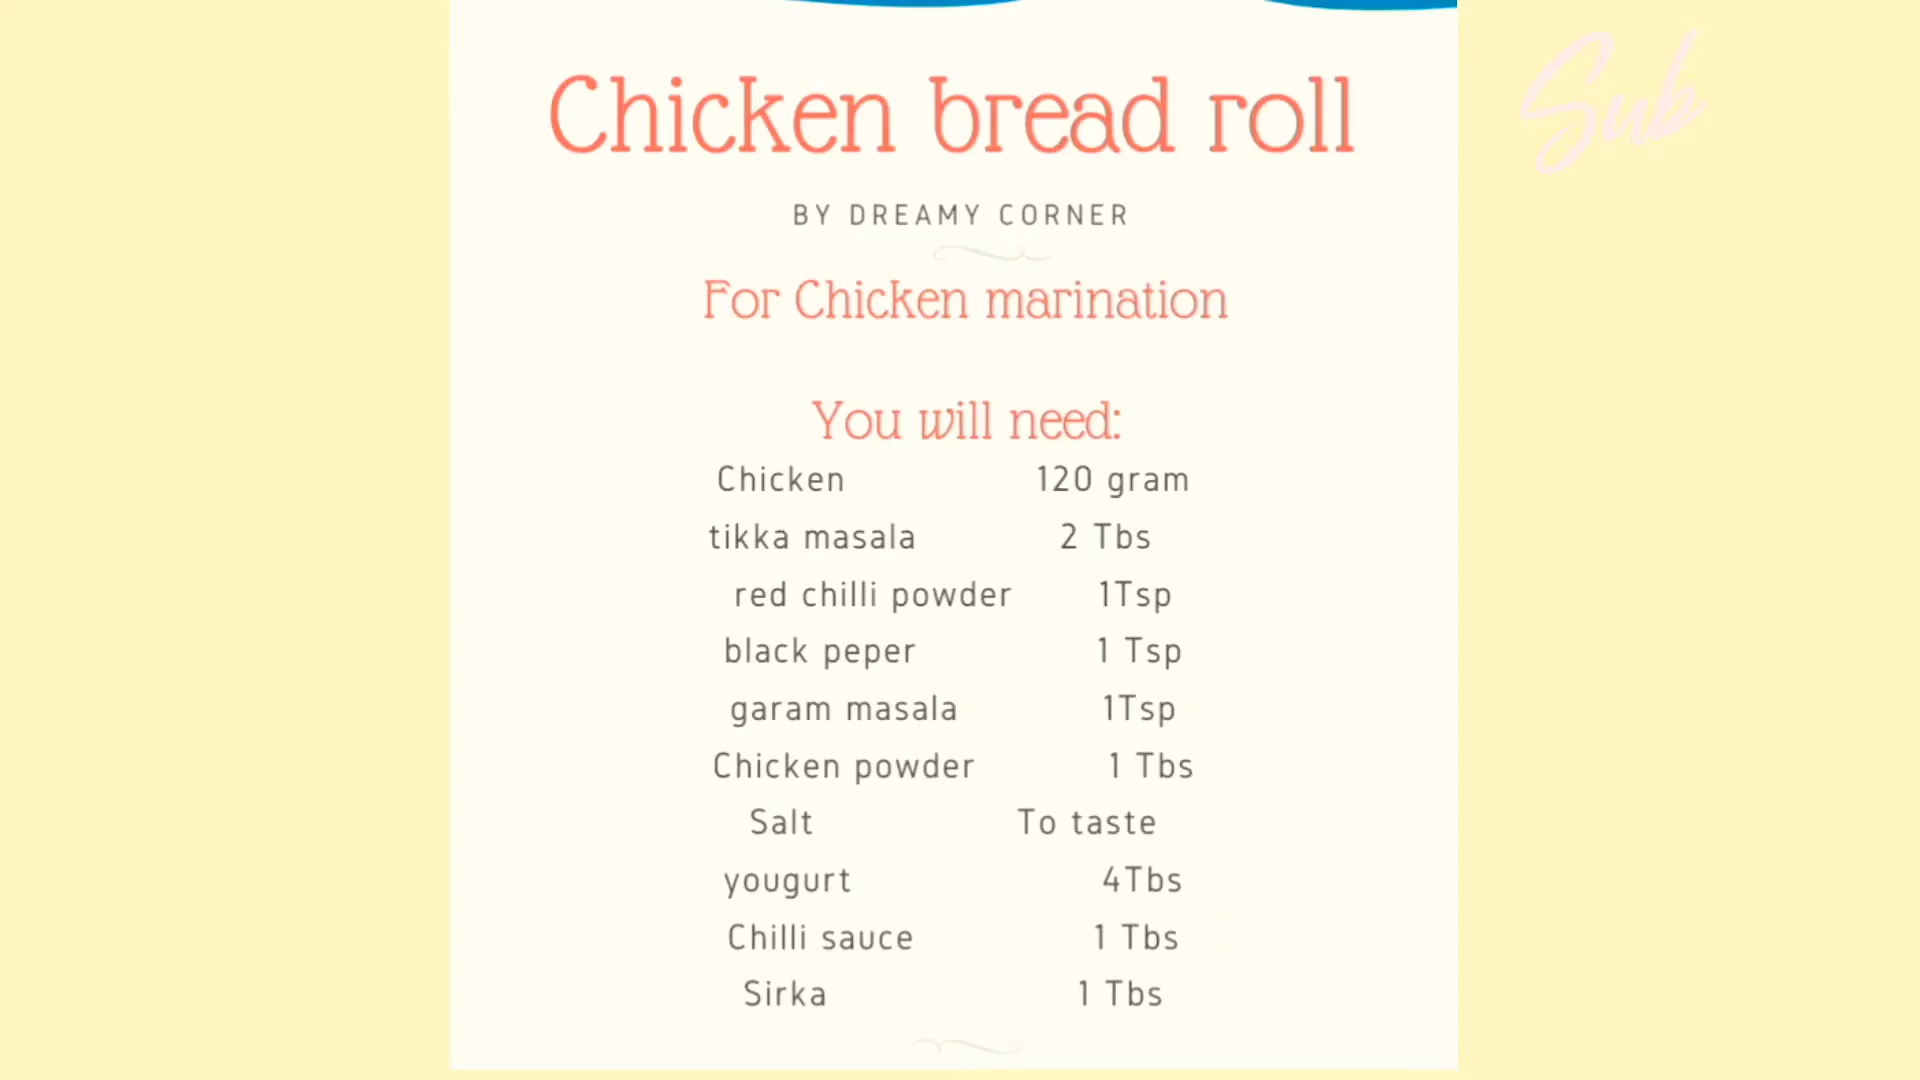 Chicken bread roll
Sub
BY DREAMY CORNER
For Chicken marination
You will need:
Chicken 120 gram
tikka masala 2 Tbs
red chilli powder 1Tsp
black peper 1 Tsp
garam masala 1Tsp
Chicken powder 1 Tbs
Salt To taste
yougurt 4Tbs
Chilli sauce 1 Tbs
Sirka 1 Tbs